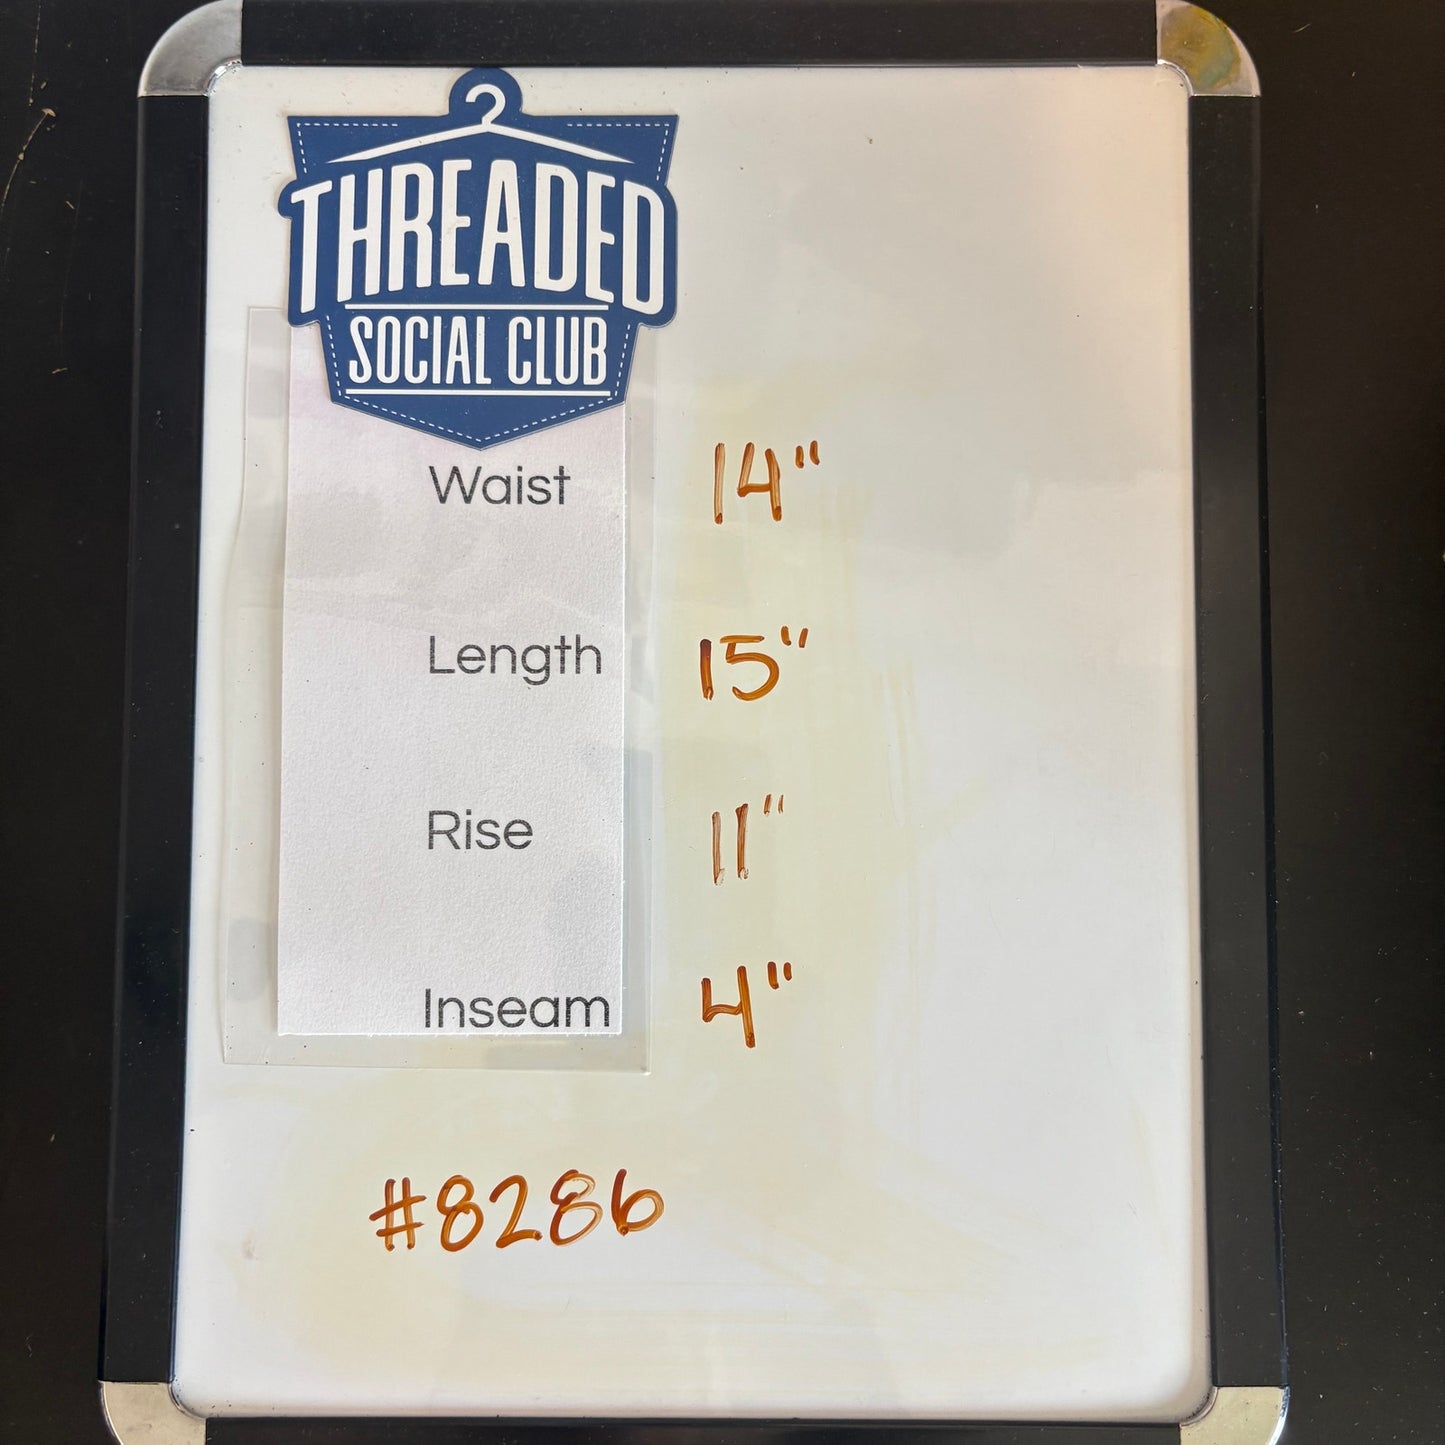 THREADED
SOCIAL CLUB
Waist 14"
Length 15"
Rise 11"
Inseam 4"
#8286